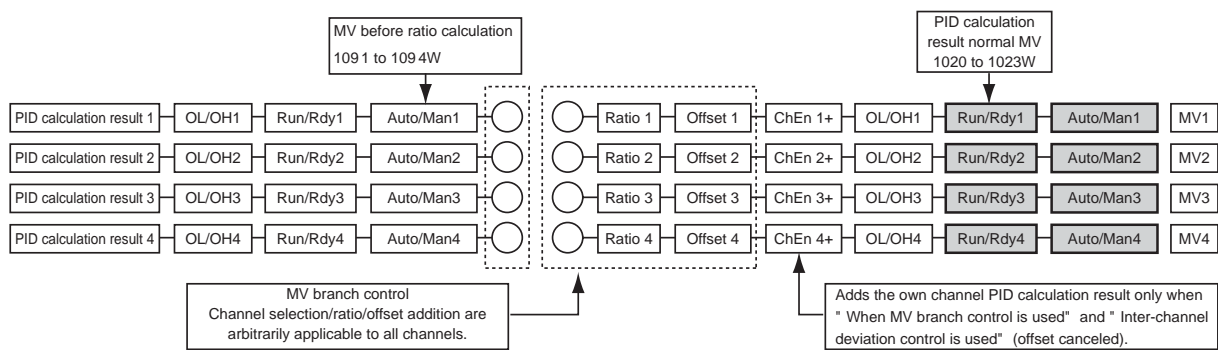 MV before ratio calculation
1091 to 1094W
PID calculation
result normal MV
1020 to 1023W
PID calculation result 1 OL/OH1 Run/Rdy1 Auto/Man1 Ratio 1 Offset 1 ChEn 1+ OL/OH1 Run/Rdy1 Auto/Man1 MV1
PID calculation result 2 OL/OH2 Run/Rdy2 Auto/Man2 Ratio 2 Offset 2 ChEn 2+ OL/OH2 Run/Rdy2 Auto/Man2 MV2
PID calculation result 3 OL/OH3 Run/Rdy3 Auto/Man3 Ratio 3 Offset 3 ChEn 3+ OL/OH3 Run/Rdy3 Auto/Man3 MV3
PID calculation result 4 OL/OH4 Run/Rdy4 Auto/Man4 Ratio 4 Offset 4 ChEn 4+ OL/OH4 Run/Rdy4 Auto/Man4 MV4
MV branch control
Channel selection/ratio/offset addition are
arbitrarily applicable to all channels.
Adds the own channel PID calculation result only when
" When MV branch control is used" and " Inter-channel
deviation control is used" (offset canceled).